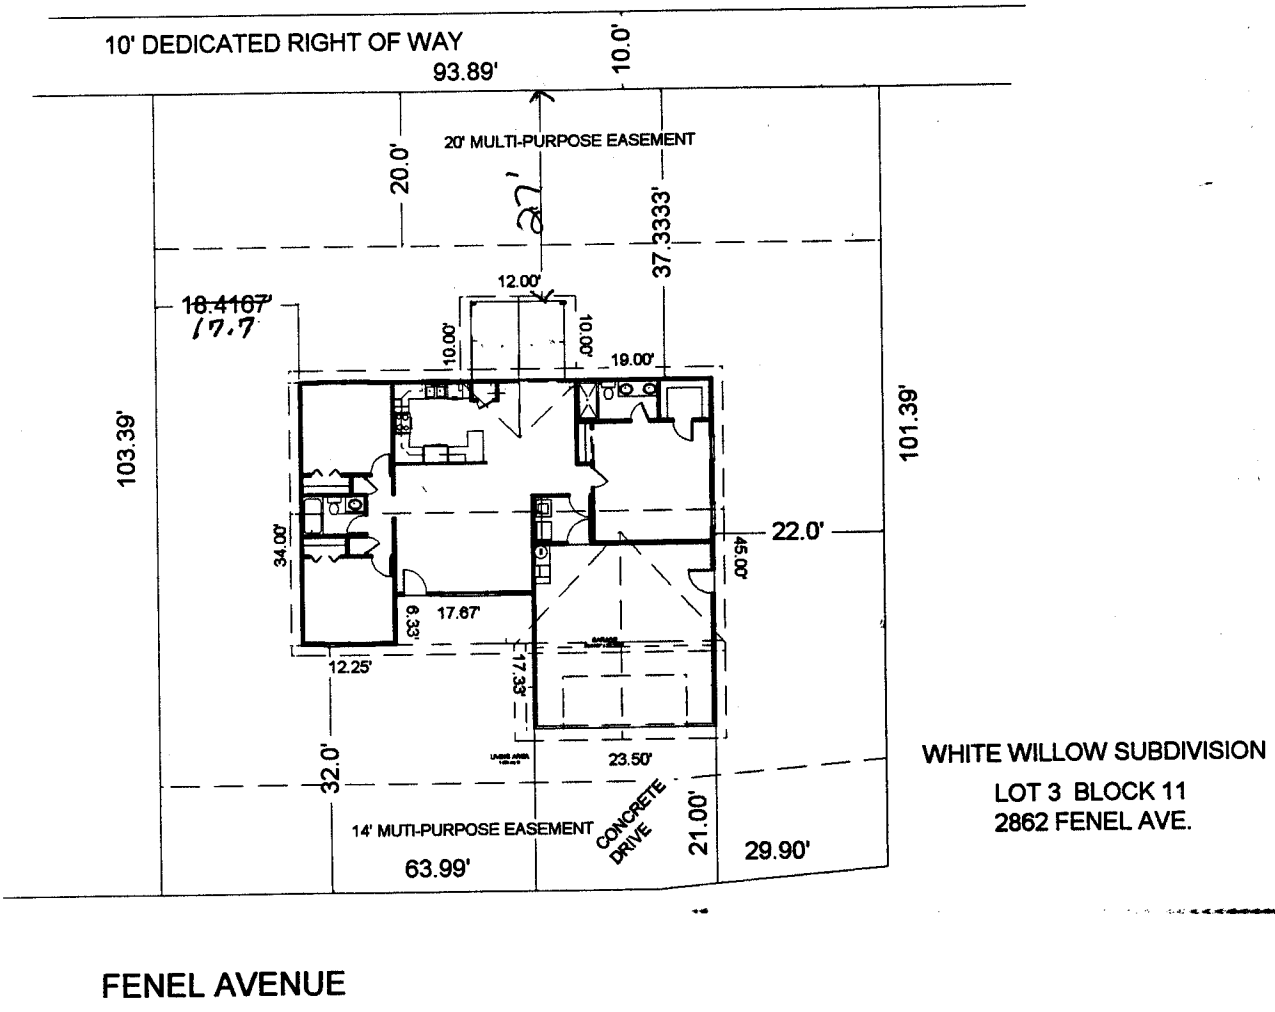 10' DEDICATED RIGHT OF WAY
10.0'
93.89'
20' MULTI-PURPOSE EASEMENT
20.0'
27'
37.3333'
12.00'
18.4167'
17.7
10.00'
10.00'
19.00'
103.39'
101.39'
34.00'
22.0'
45.00'
6.33'
17.67'
GARAGE
12.25'
17.33'
32.0'
LIVING AREA
23.50'
WHITE WILLOW SUBDIVISION
LOT 3 BLOCK 11
2862 FENEL AVE.
14' MUTI-PURPOSE EASEMENT
CONCRETE
DRIVE
21.00'
63.99'
29.90'
FENEL AVENUE